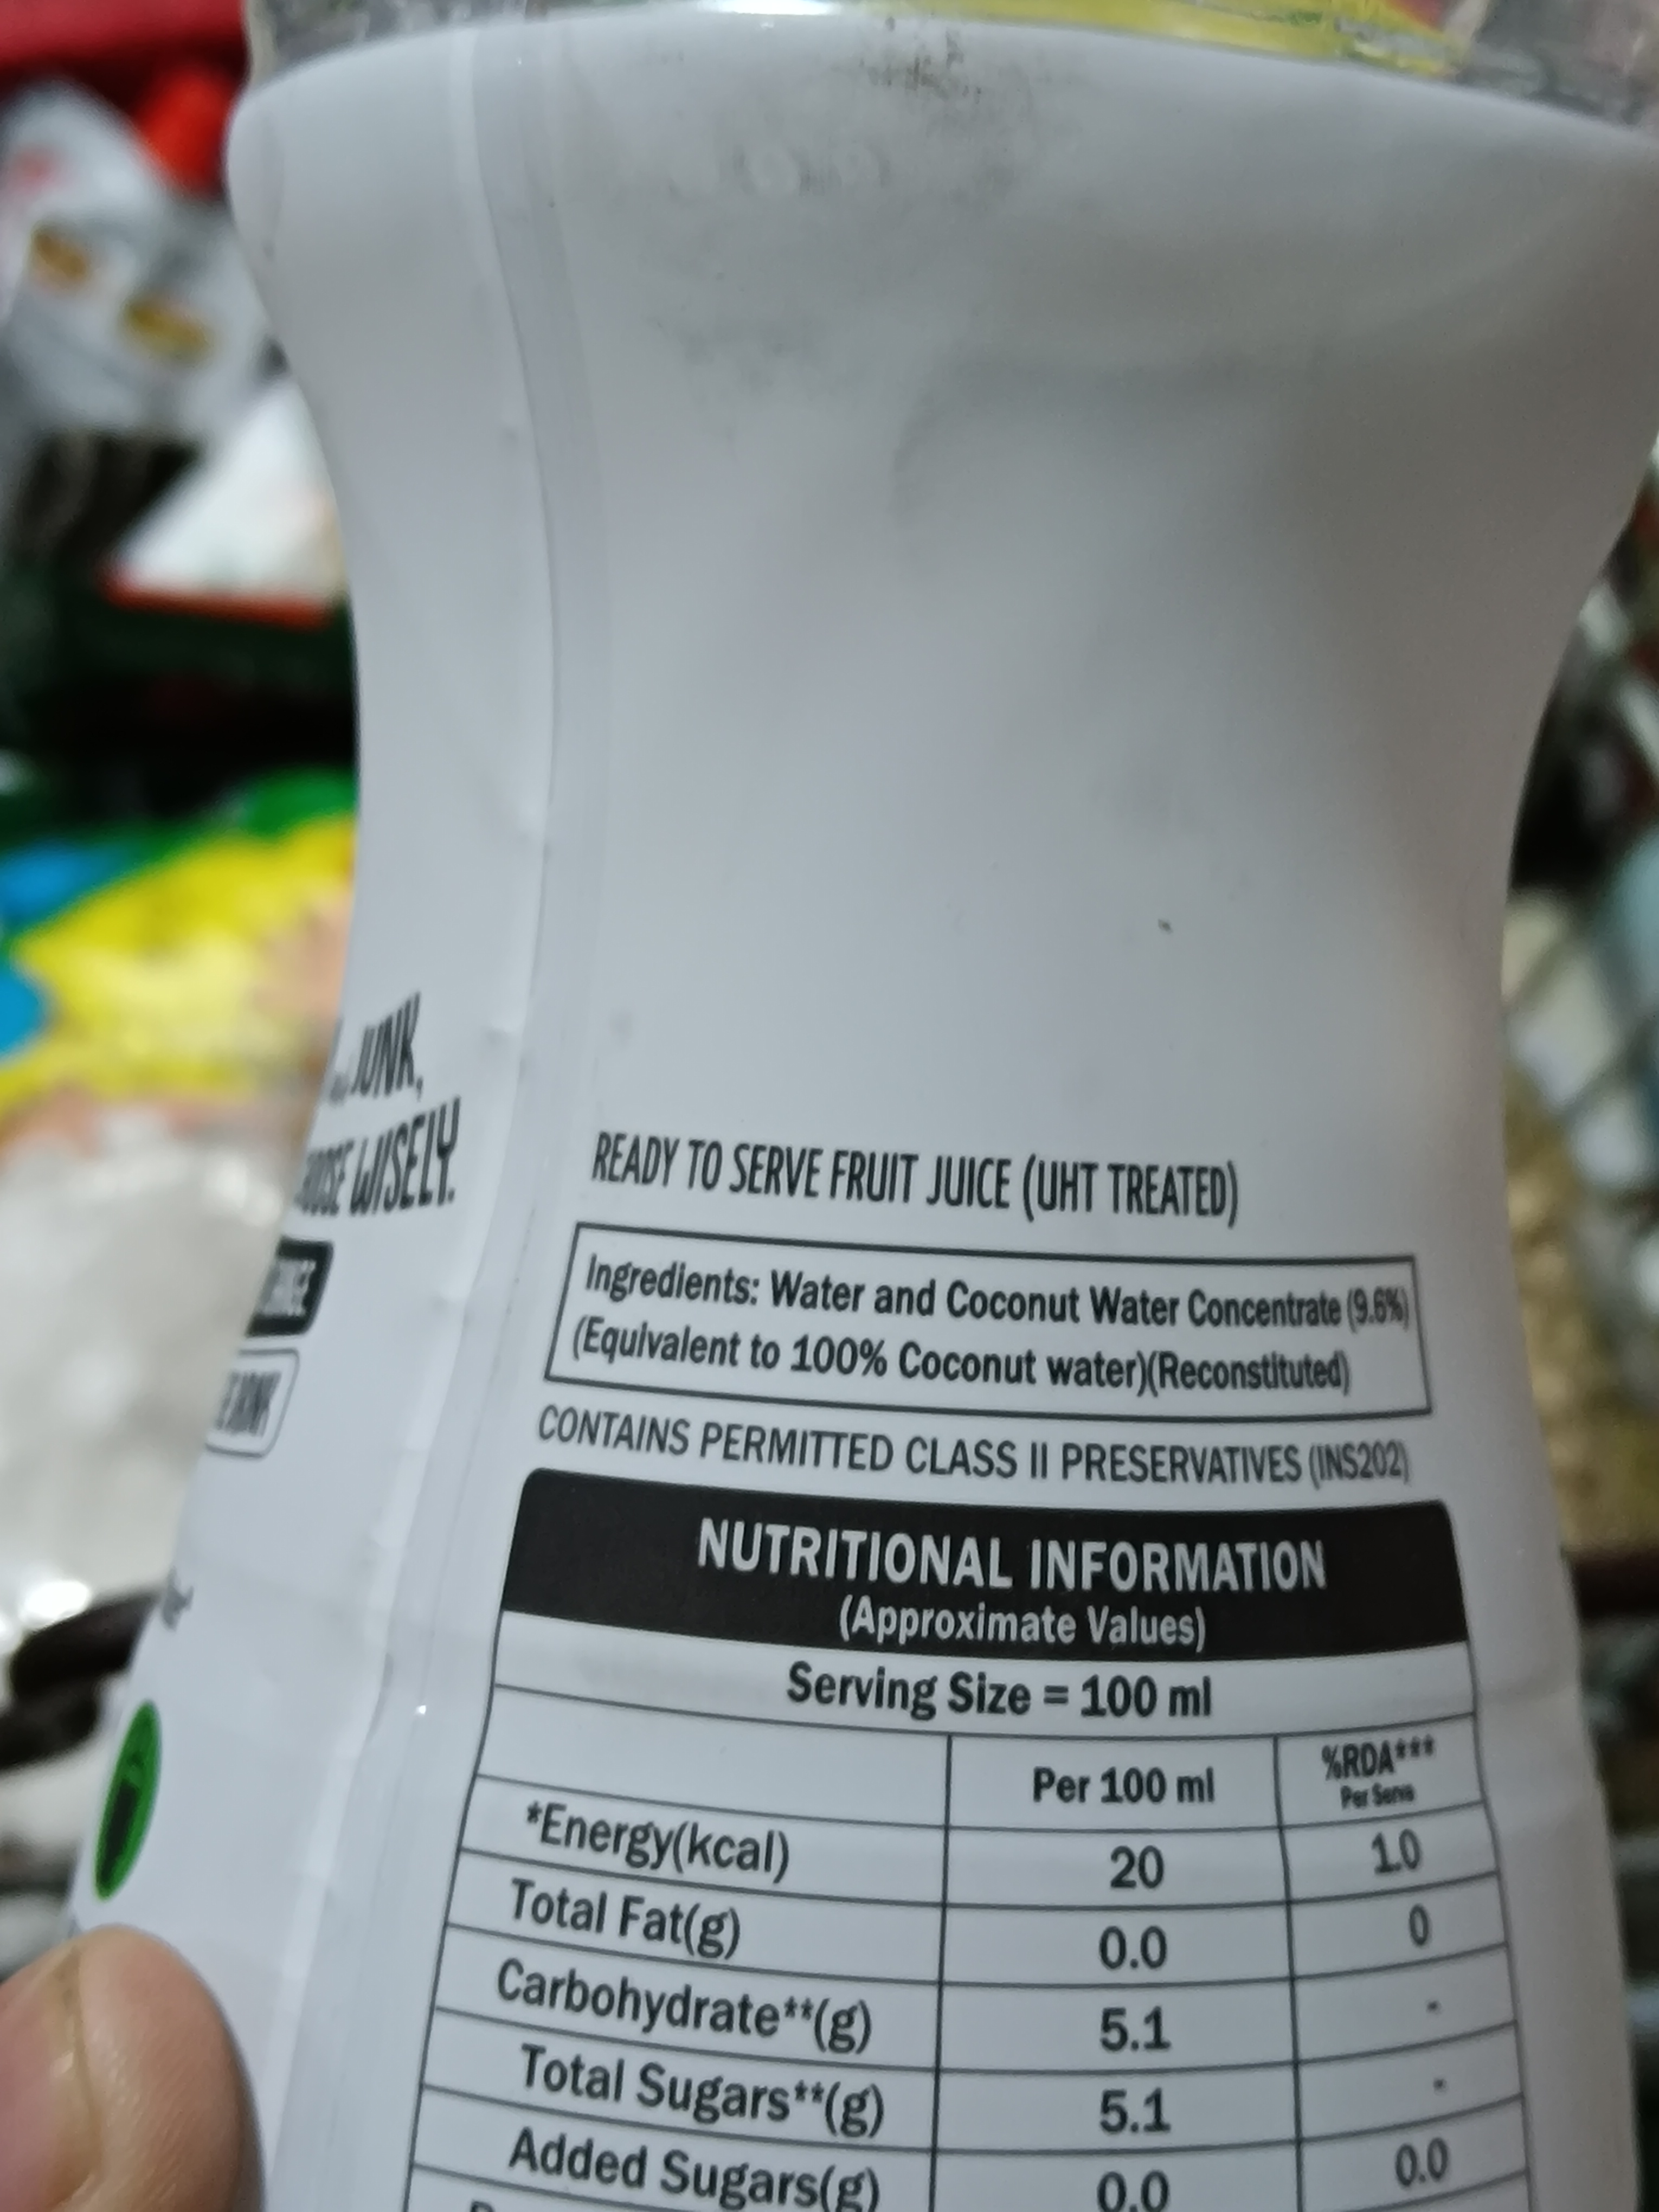 JUNK,
WISELY.
READY TO SERVE FRUIT JUICE (UHT TREATED)
Ingredients: Water and Coconut Water Concentrate (9.6%)
(Equivalent to 100% Coconut water)(Reconstituted)
CONTAINS PERMITTED CLASS II PRESERVATIVES (INS202)
NUTRITIONAL INFORMATION
(Approximate Values)
Serving Size = 100 ml
Per 100 ml %RDA***
Per Serve
*Energy(kcal) 20 1.0
Total Fat(g) 0.0 0
Carbohydrate**(g) 5.1 -
Total Sugars**(g) 5.1 -
Added Sugars(g) 0.0 0.0